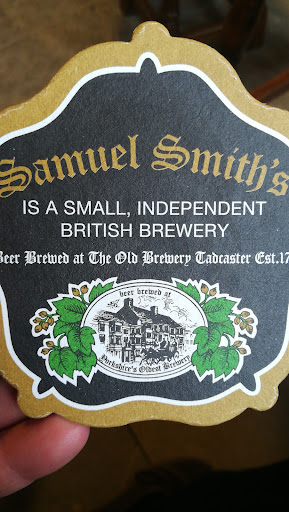 Samuel Smith's
IS A SMALL, INDEPENDENT
BRITISH BREWERY
Beer Brewed at The Old Brewery Tadcaster Est.17
beer brewed at
Yorkshire's Oldest Brewery